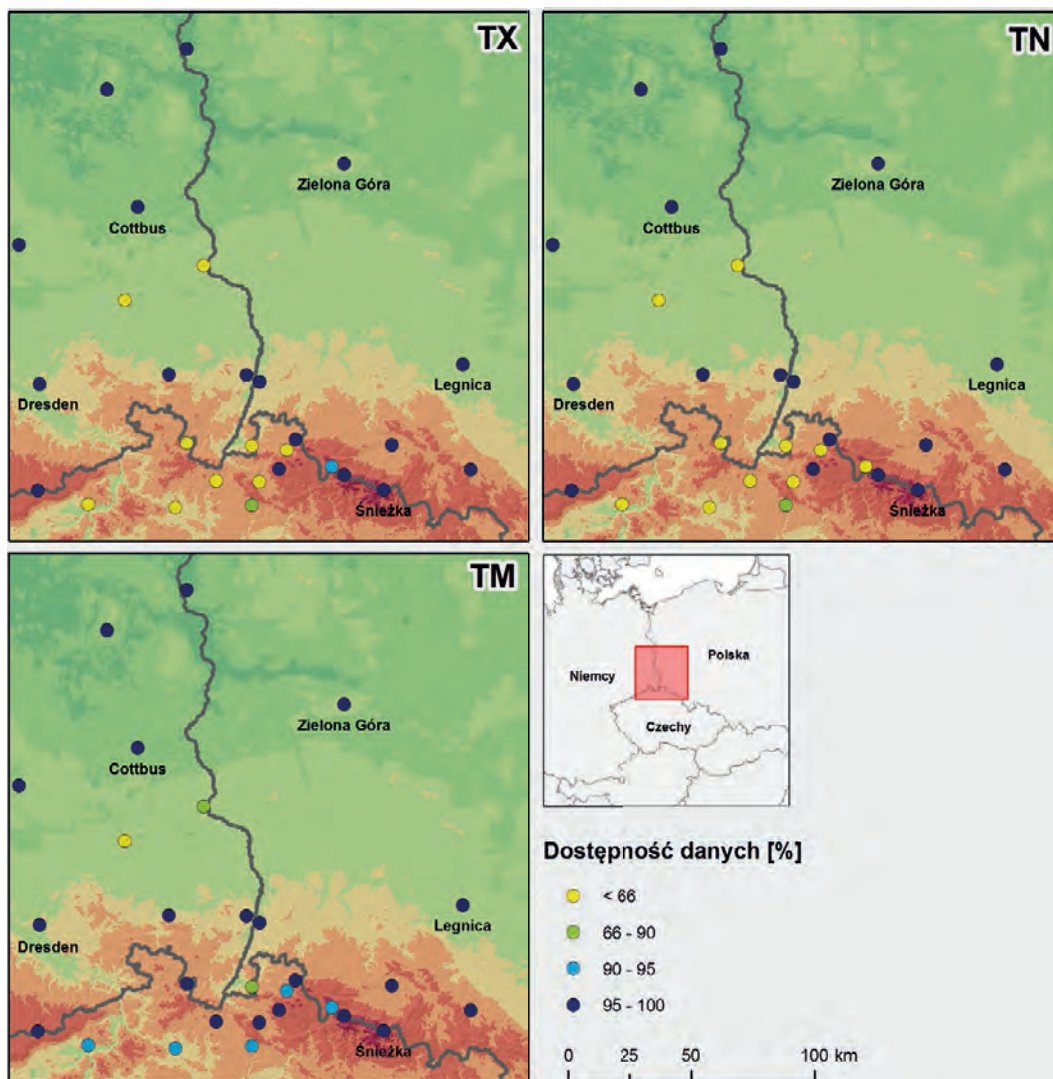 TX
Zielona Góra
Cottbus
Legnica
Dresden
Śnieżka
TN
Zielona Góra
Cottbus
Legnica
Dresden
Śnieżka
TM
Zielona Góra
Cottbus
Legnica
Dresden
Śnieżka
Niemcy
Polska
Czechy
Dostępność danych [%]
< 66
66 - 90
90 - 95
95 - 100
0 25 50 100 km